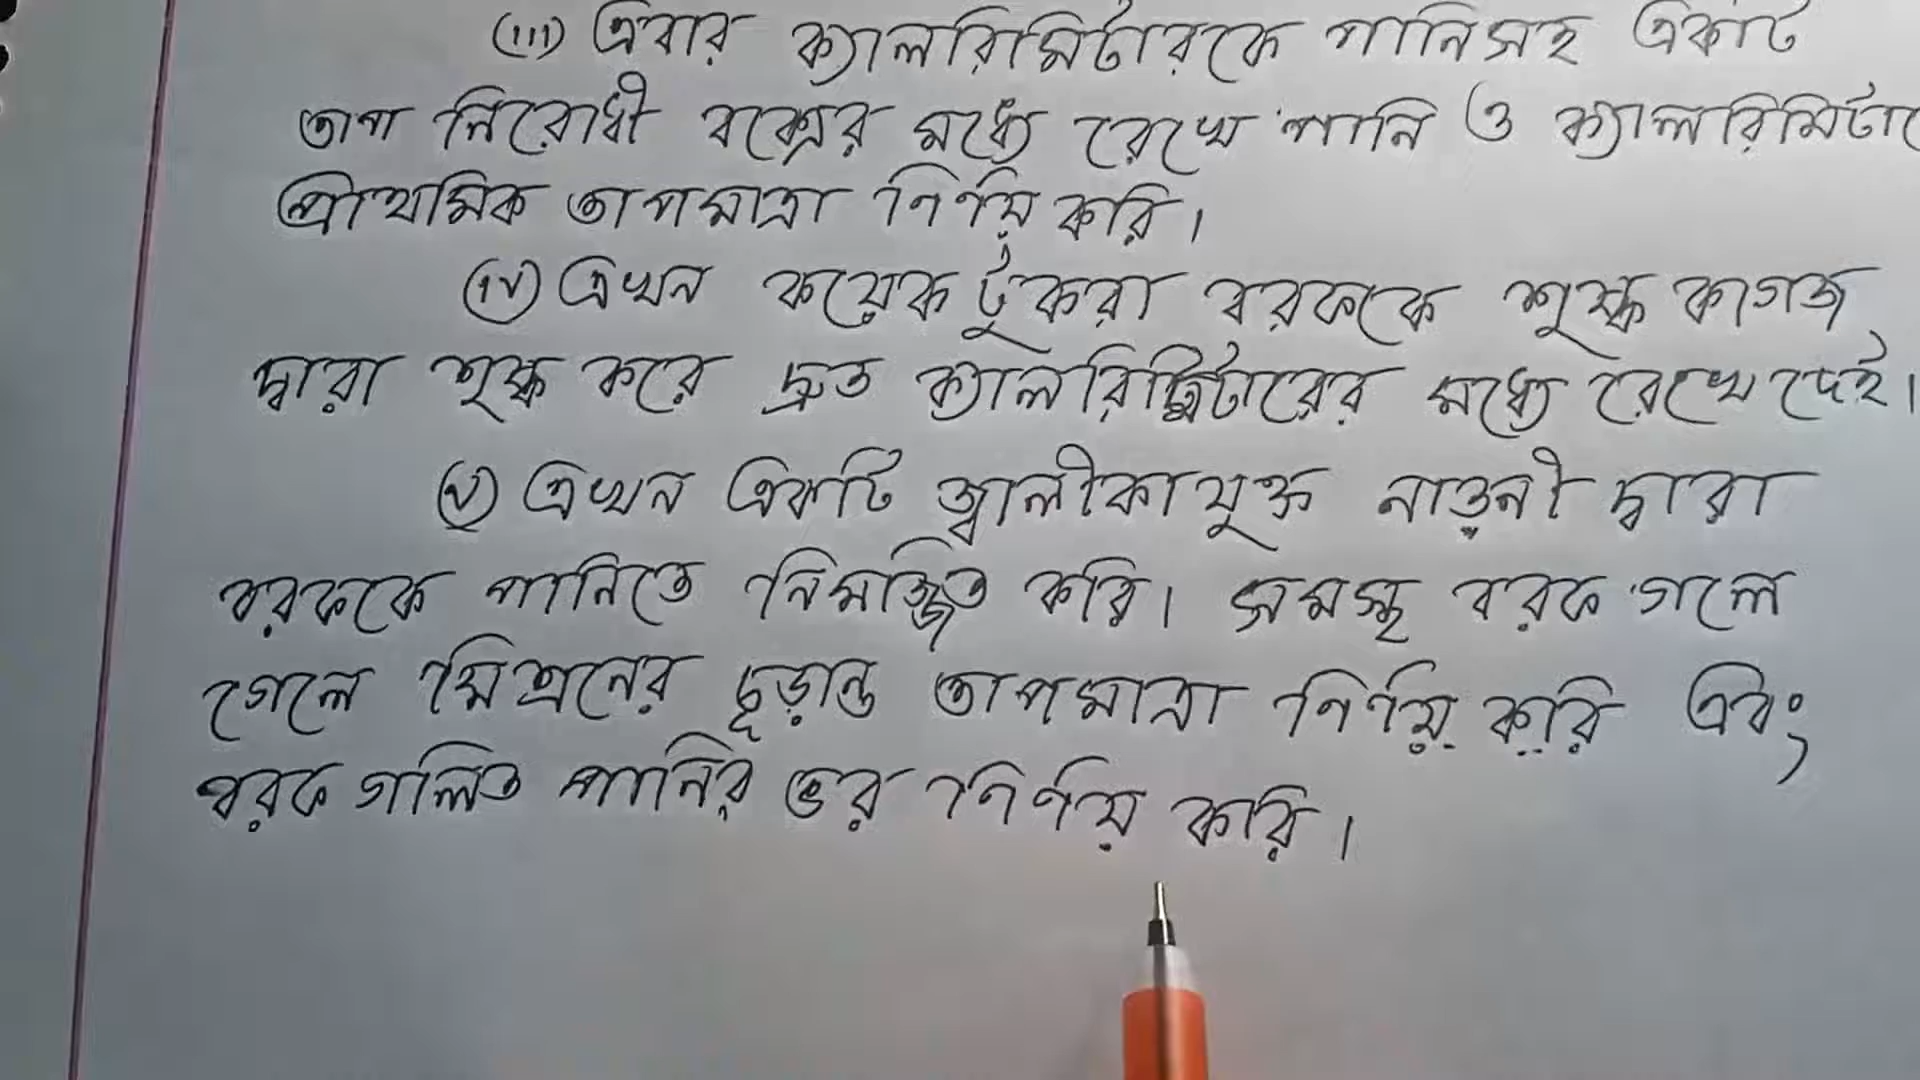 (iii) এবার ক্যালরিমিটারকে পানিসহ একটি
তাপ নিরোধী বক্সের মধ্যে রেখে পানি ও ক্যালরিমিটারে
প্রাথমিক তাপমাত্রা নির্ণয় করি।
(iv) এখন কয়েক টুকরা বরফকে শুষ্ক কাগজ
দ্বারা শুষ্ক করে দ্রুত ক্যালরিমিটারের মধ্যে রেখে দেই।
(v) এখন একটি জ্বালীকাযুক্ত নাড়নী দ্বারা
বরফকে পানিতে নিমজ্জিত করি। সমস্থ বরফ গলে
গেলে মিশ্রনের চূড়ান্ত তাপমাত্রা নির্ণয় করি এবং
বরফ গলিত পানির ভর নির্ণয় করি।